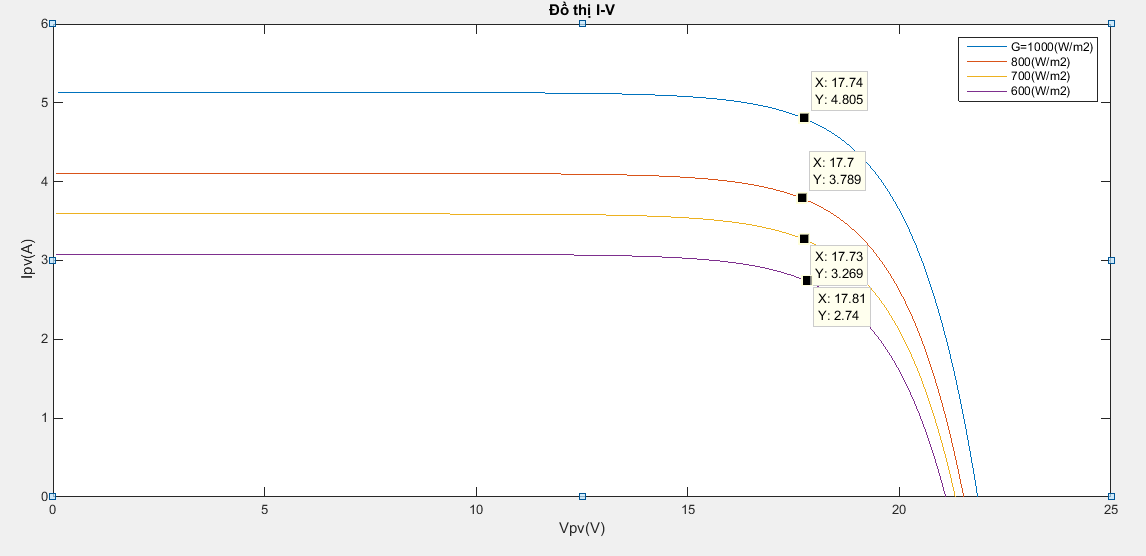 Đồ thị I-V
G=1000(W/m2)
800(W/m2)
700(W/m2)
600(W/m2)
X: 17.74
Y: 4.805
X: 17.7
Y: 3.789
X: 17.73
Y: 3.269
X: 17.81
Y: 2.74
6
5
4
3
2
1
0
Ipv(A)
0
5
10
15
20
25
Vpv(V)